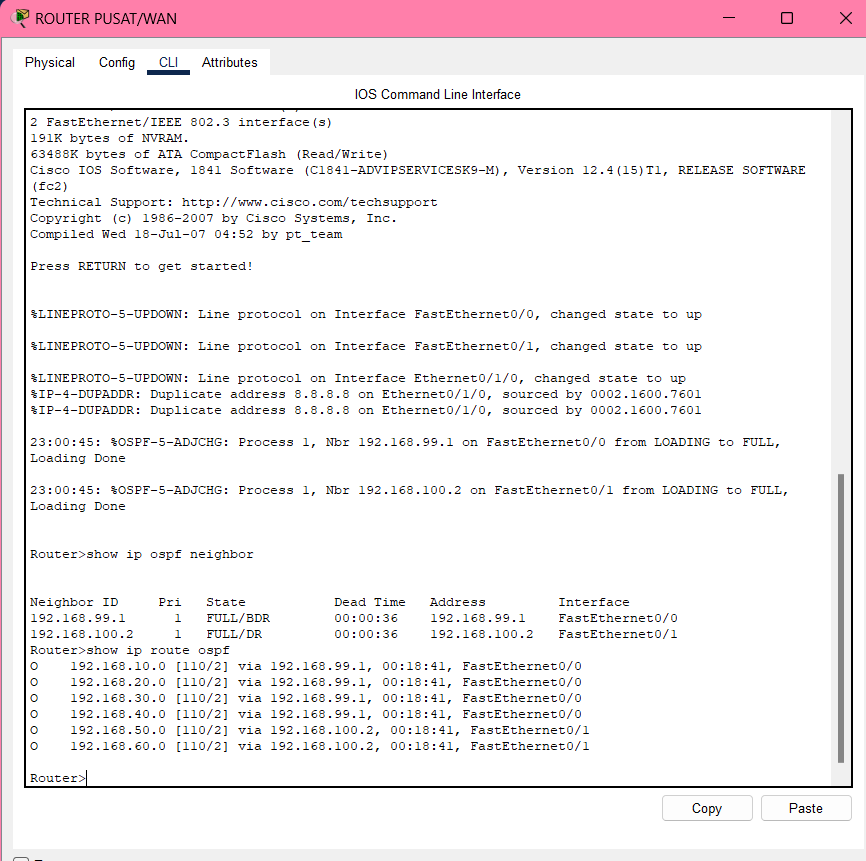 ROUTER PUSAT/WAN
Physical Config CLI Attributes
IOS Command Line Interface
2 FastEthernet/IEEE 802.3 interface(s)
191K bytes of NVRAM.
63488K bytes of ATA CompactFlash (Read/Write)
Cisco IOS Software, 1841 Software (C1841-ADVIPSERVICESK9-M), Version 12.4(15)T1, RELEASE SOFTWARE
(fc2)
Technical Support: http://www.cisco.com/techsupport
Copyright (c) 1986-2007 by Cisco Systems, Inc.
Compiled Wed 18-Jul-07 04:52 by pt_team
Press RETURN to get started!
%LINEPROTO-5-UPDOWN: Line protocol on Interface FastEthernet0/0, changed state to up
%LINEPROTO-5-UPDOWN: Line protocol on Interface FastEthernet0/1, changed state to up
%LINEPROTO-5-UPDOWN: Line protocol on Interface Ethernet0/1/0, changed state to up
%IP-4-DUPADDR: Duplicate address 8.8.8.8 on Ethernet0/1/0, sourced by 0002.1600.7601
%IP-4-DUPADDR: Duplicate address 8.8.8.8 on Ethernet0/1/0, sourced by 0002.1600.7601
23:00:45: %OSPF-5-ADJCHG: Process 1, Nbr 192.168.99.1 on FastEthernet0/0 from LOADING to FULL,
Loading Done
23:00:45: %OSPF-5-ADJCHG: Process 1, Nbr 192.168.100.2 on FastEthernet0/1 from LOADING to FULL,
Loading Done
Router>show ip ospf neighbor
Neighbor ID Pri State Dead Time Address Interface
192.168.99.1 1 FULL/BDR 00:00:36 192.168.99.1 FastEthernet0/0
192.168.100.2 1 FULL/DR 00:00:36 192.168.100.2 FastEthernet0/1
Router>show ip route ospf
O 192.168.10.0 [110/2] via 192.168.99.1, 00:18:41, FastEthernet0/0
O 192.168.20.0 [110/2] via 192.168.99.1, 00:18:41, FastEthernet0/0
O 192.168.30.0 [110/2] via 192.168.99.1, 00:18:41, FastEthernet0/0
O 192.168.40.0 [110/2] via 192.168.99.1, 00:18:41, FastEthernet0/0
O 192.168.50.0 [110/2] via 192.168.100.2, 00:18:41, FastEthernet0/1
O 192.168.60.0 [110/2] via 192.168.100.2, 00:18:41, FastEthernet0/1
Router>
Copy Paste